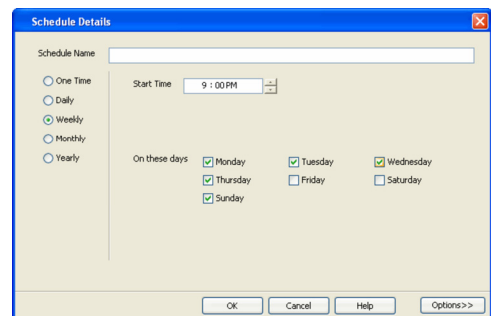 Schedule Details
Schedule Name
One Time
Start Time 9 : 00 PM
Daily
Weekly
Monthly
Yearly
On these days Monday Tuesday Wednesday
Thursday Friday Saturday
Sunday
OK Cancel Help Options>>